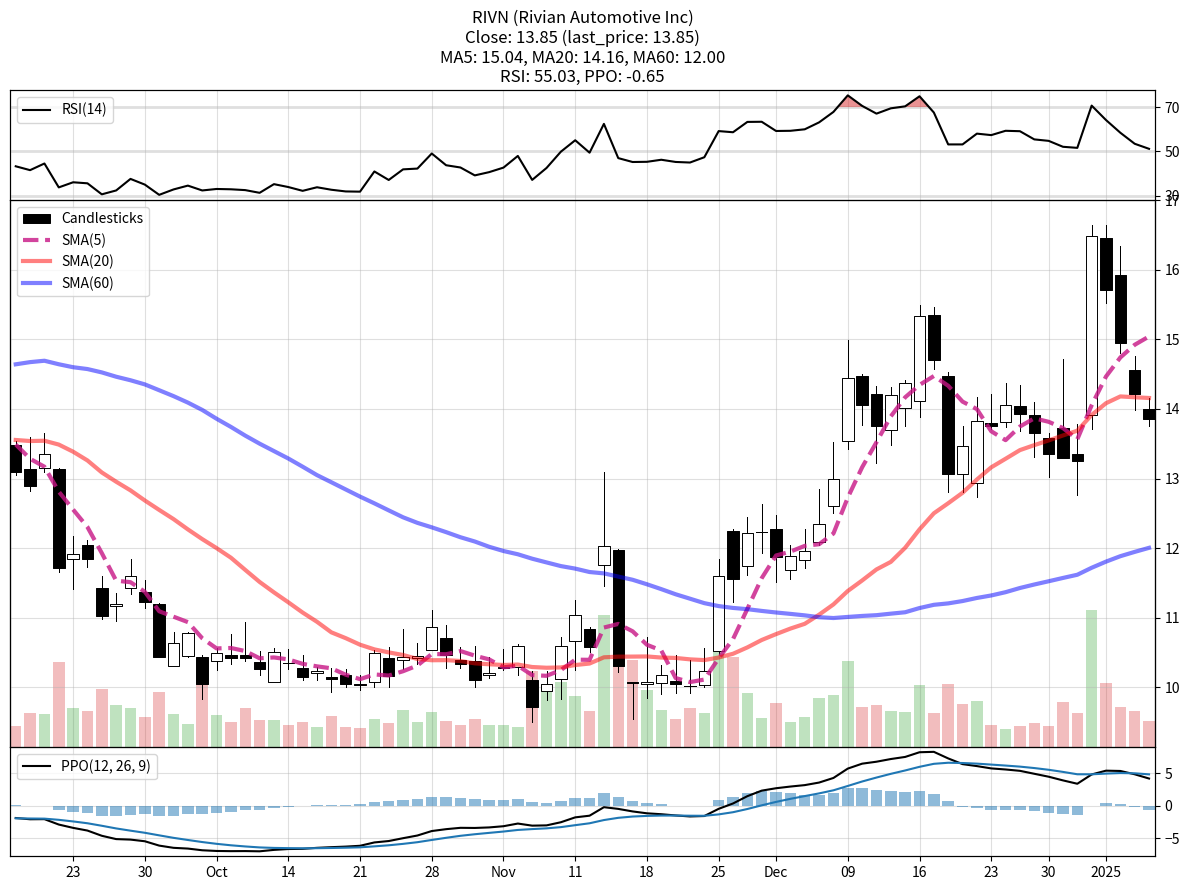 RIVN (Rivian Automotive Inc)
Close: 13.85 (last_price: 13.85)
MA5: 15.04, MA20: 14.16, MA60: 12.00
RSI: 55.03, PPO: -0.65
RSI(14)
70
50
30
17
Candlesticks
SMA(5)
SMA(20)
SMA(60)
16
15
14
13
12
11
10
PPO(12, 26, 9)
5
0
−5
23 30 Oct 14 21 28 Nov 11 18 25 Dec 09 16 23 30 2025